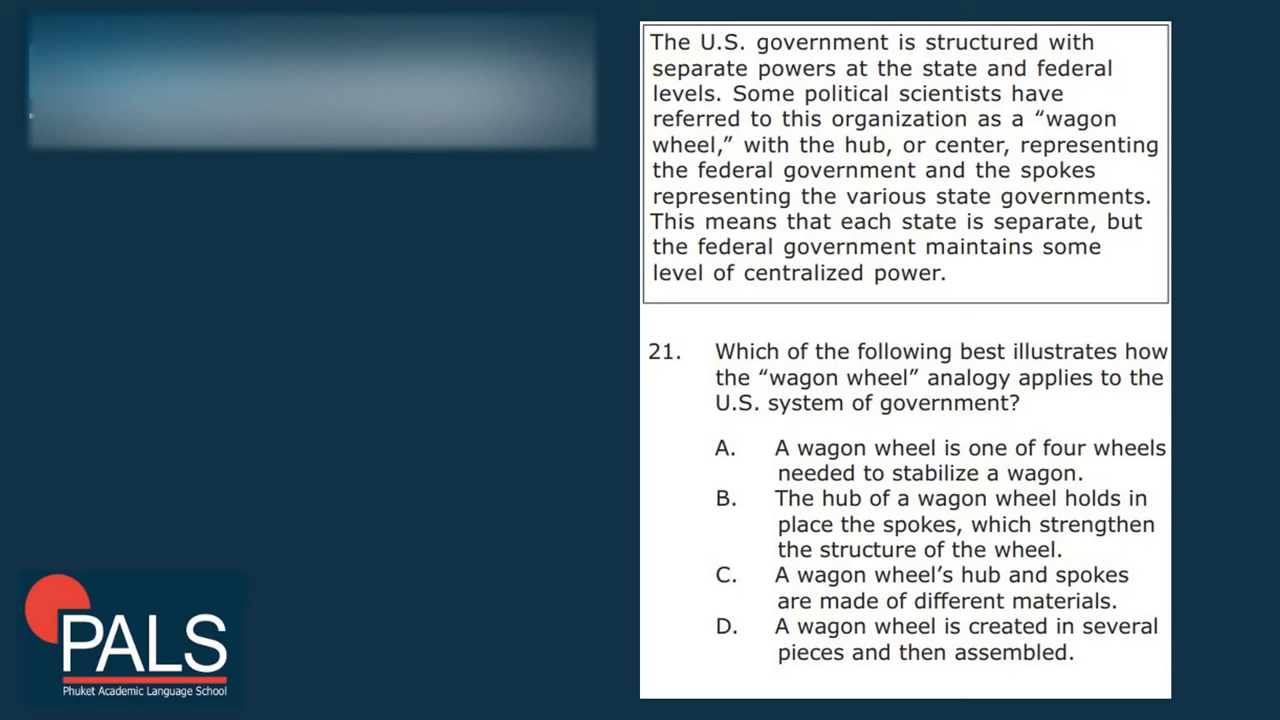 The U.S. government is structured with
separate powers at the state and federal
levels. Some political scientists have
referred to this organization as a “wagon
wheel,” with the hub, or center, representing
the federal government and the spokes
representing the various state governments.
This means that each state is separate, but
the federal government maintains some
level of centralized power.
21. Which of the following best illustrates how
the “wagon wheel” analogy applies to the
U.S. system of government?
A. A wagon wheel is one of four wheels
needed to stabilize a wagon.
B. The hub of a wagon wheel holds in
place the spokes, which strengthen
the structure of the wheel.
C. A wagon wheel’s hub and spokes
are made of different materials.
D. A wagon wheel is created in several
pieces and then assembled.
PALS
Phuket Academic Language School